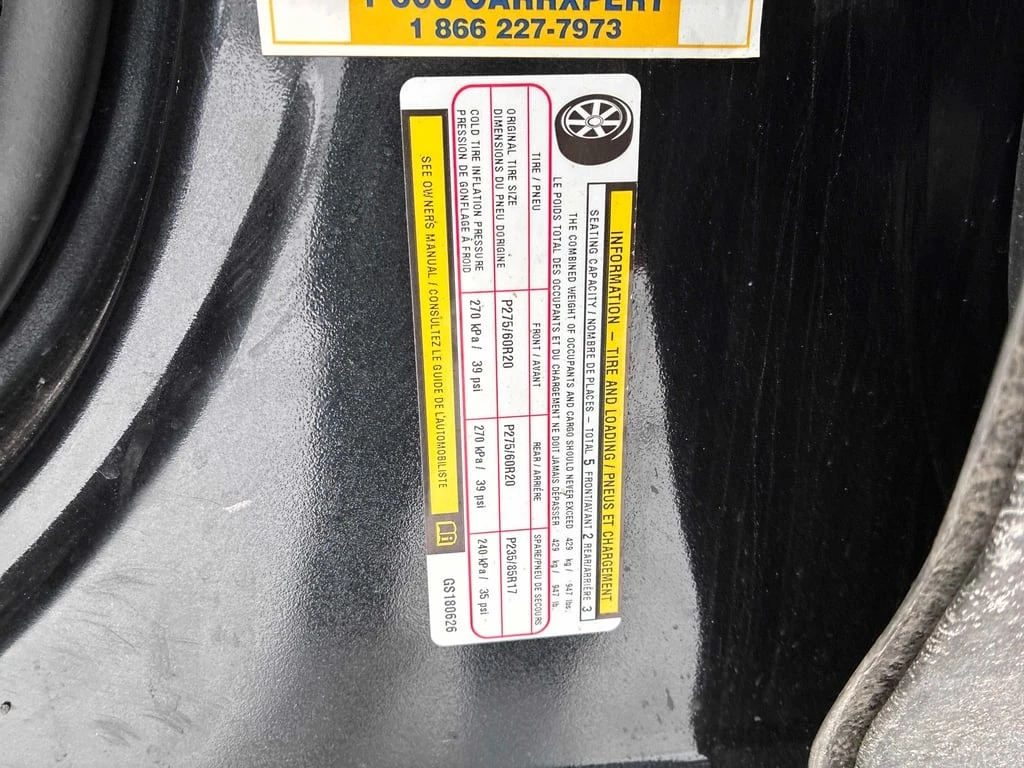 1 866 227-7973
INFORMATION – TIRE AND LOADING / PNEUS ET CHARGEMENT
SEATING CAPACITY / NOMBRE DE PLACES – TOTAL 5 FRONT/AVANT 2 REAR/ARRIÈRE 3
THE COMBINED WEIGHT OF OCCUPANTS AND CARGO SHOULD NEVER EXCEED 429 kg / 947 lbs.
LE POIDS TOTAL DES OCCUPANTS ET DU CHARGEMENT NE DOIT JAMAIS DÉPASSER 429 kg / 947 lb.
TIRE / PNEU FRONT / AVANT REAR / ARRIÈRE SPARE/PNEU DE SECOURS
ORIGINAL TIRE SIZE
DIMENSIONS DU PNEU DORIGINE P275/60R20 P275/60R20 P235/85R17
COLD TIRE INFLATION PRESSURE
PRESSION DE GONFLAGE À FROID 270 kPa / 39 psi 270 kPa / 39 psi 240 kPa / 35 psi
SEE OWNER'S MANUAL / CONSULTEZ LE GUIDE DE L'AUTOMOBILISTE
GS180626